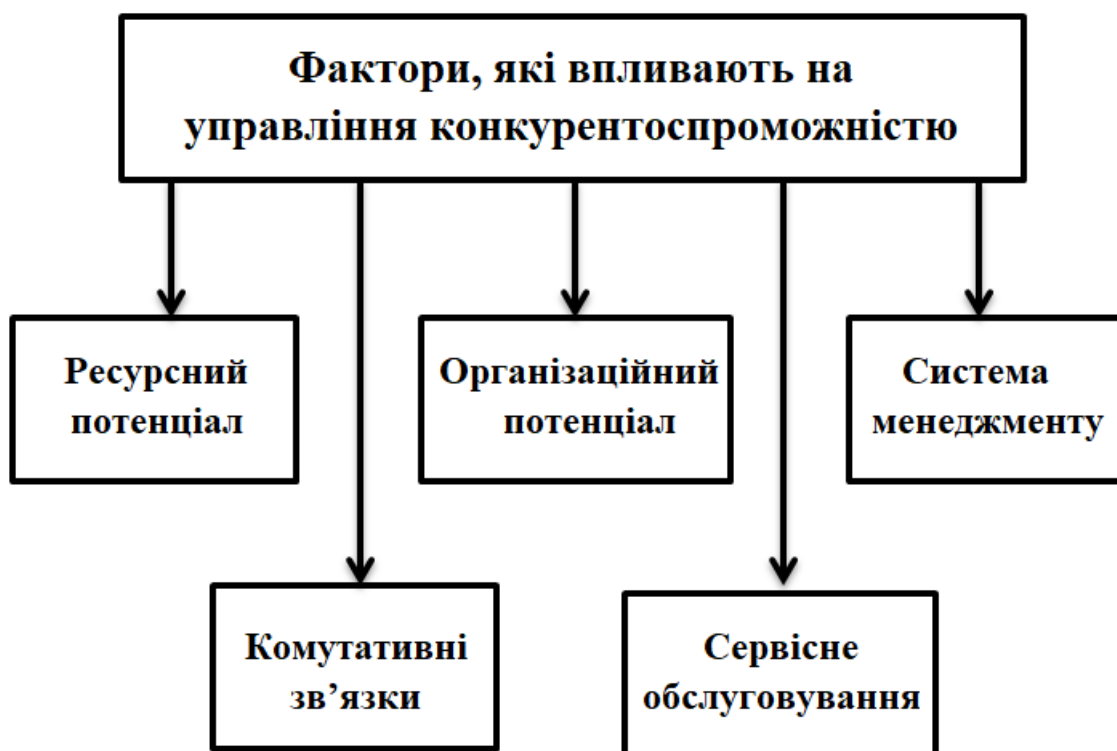 Фактори, які впливають на
управління конкурентоспроможністю
Ресурсний
потенціал
Організаційний
потенціал
Система
менеджменту
Комутативні
зв’язки
Сервісне
обслуговування